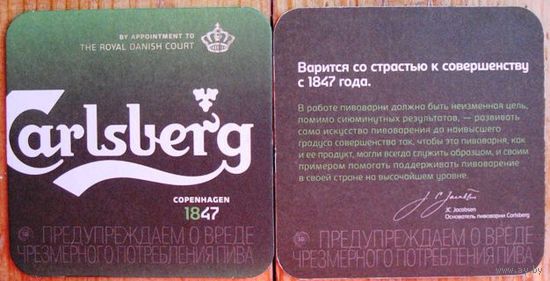 BY APPOINTMENT TO
THE ROYAL DANISH COURT
Carlsberg
COPENHAGEN
1847
ПРЕДУПРЕЖДАЕМ О ВРЕДЕ
ЧРЕЗМЕРНОГО ПОТРЕБЛЕНИЯ ПИВА
Варится со страстью к совершенству
с 1847 года.
В работе пивоварни должна быть неизменная цель,
помимо сиюминутных результатов, — развивать
само искусство пивоварения до наивысшего
градуса совершенства так, чтобы эта пивоварня, как
и ее продукт, могли всегда служить образцом, и своим
примером помогать поддерживать пивоварение
в своей стране на высочайшем уровне.
JC Jacobsen
Основатель пивоварни Carlsberg
ПРЕДУПРЕЖДАЕМ О ВРЕДЕ
ЧРЕЗМЕРНОГО ПОТРЕБЛЕНИЯ ПИВА
www.ay.by